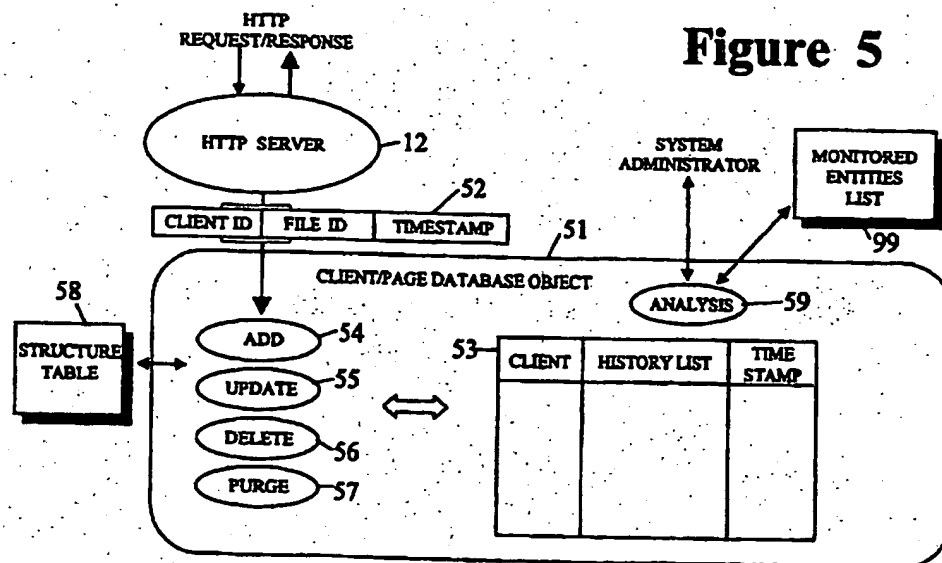 HTTP
REQUEST/RESPONSE
Figure 5
HTTP SERVER
12
SYSTEM
ADMINISTRATOR
MONITORED
ENTITIES
LIST
99
52
CLIENT ID FILE ID TIMESTAMP
51
CLIENT/PAGE DATABASE OBJECT
58
STRUCTURE
TABLE
ANALYSIS
59
ADD
54
UPDATE
55
DELETE
56
PURGE
57
53
CLIENT HISTORY LIST TIME
STAMP